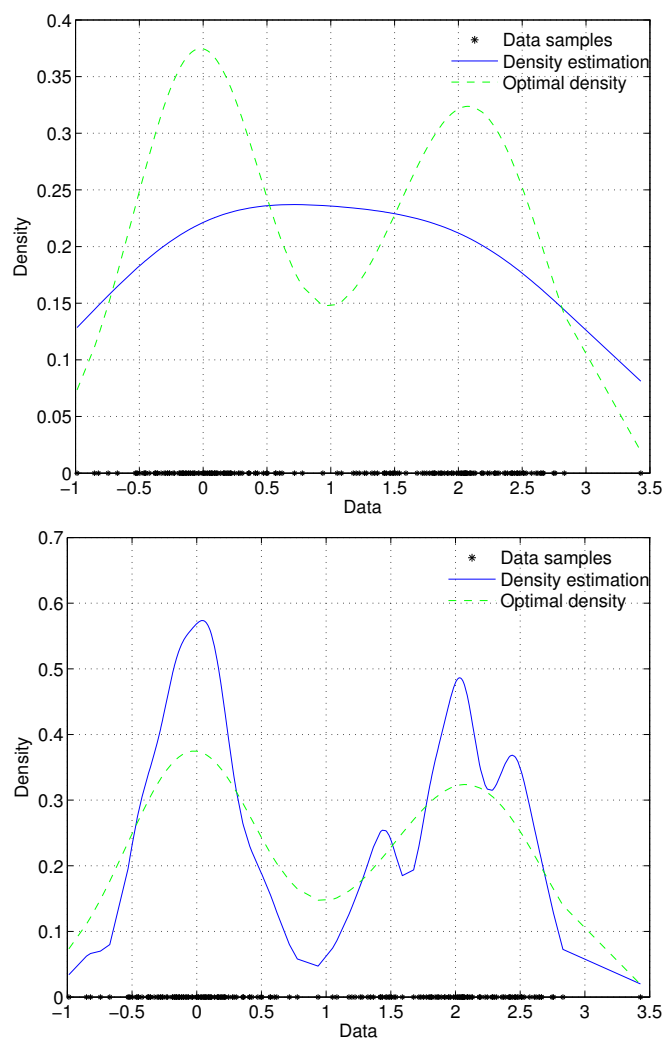 0.4
Data samples
Density estimation
Optimal density
0.35
0.3
0.25
Density
0.2
0.15
0.1
0.05
0
−1 −0.5 0 0.5 1 1.5 2 2.5 3 3.5
Data
0.7
Data samples
Density estimation
Optimal density
0.6
0.5
0.4
Density
0.3
0.2
0.1
0
−1 −0.5 0 0.5 1 1.5 2 2.5 3 3.5
Data